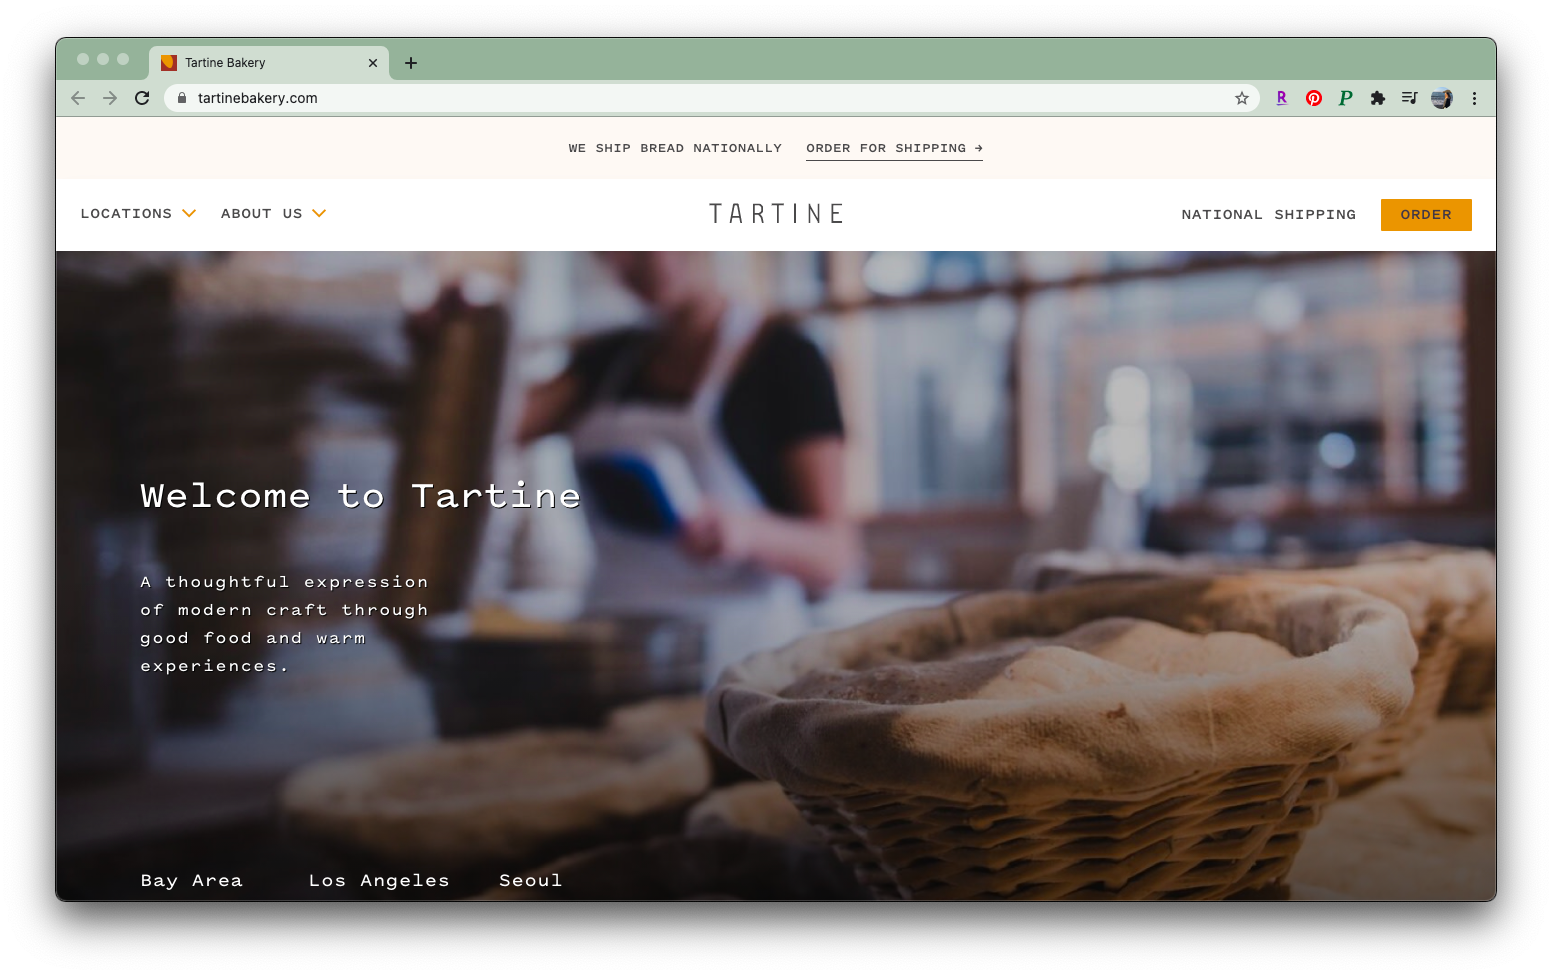 Tartine Bakery
tartinebakery.com
WE SHIP BREAD NATIONALLY ORDER FOR SHIPPING →
LOCATIONS ABOUT US TARTINE NATIONAL SHIPPING ORDER
Welcome to Tartine
A thoughtful expression
of modern craft through
good food and warm
experiences.
Bay Area Los Angeles Seoul